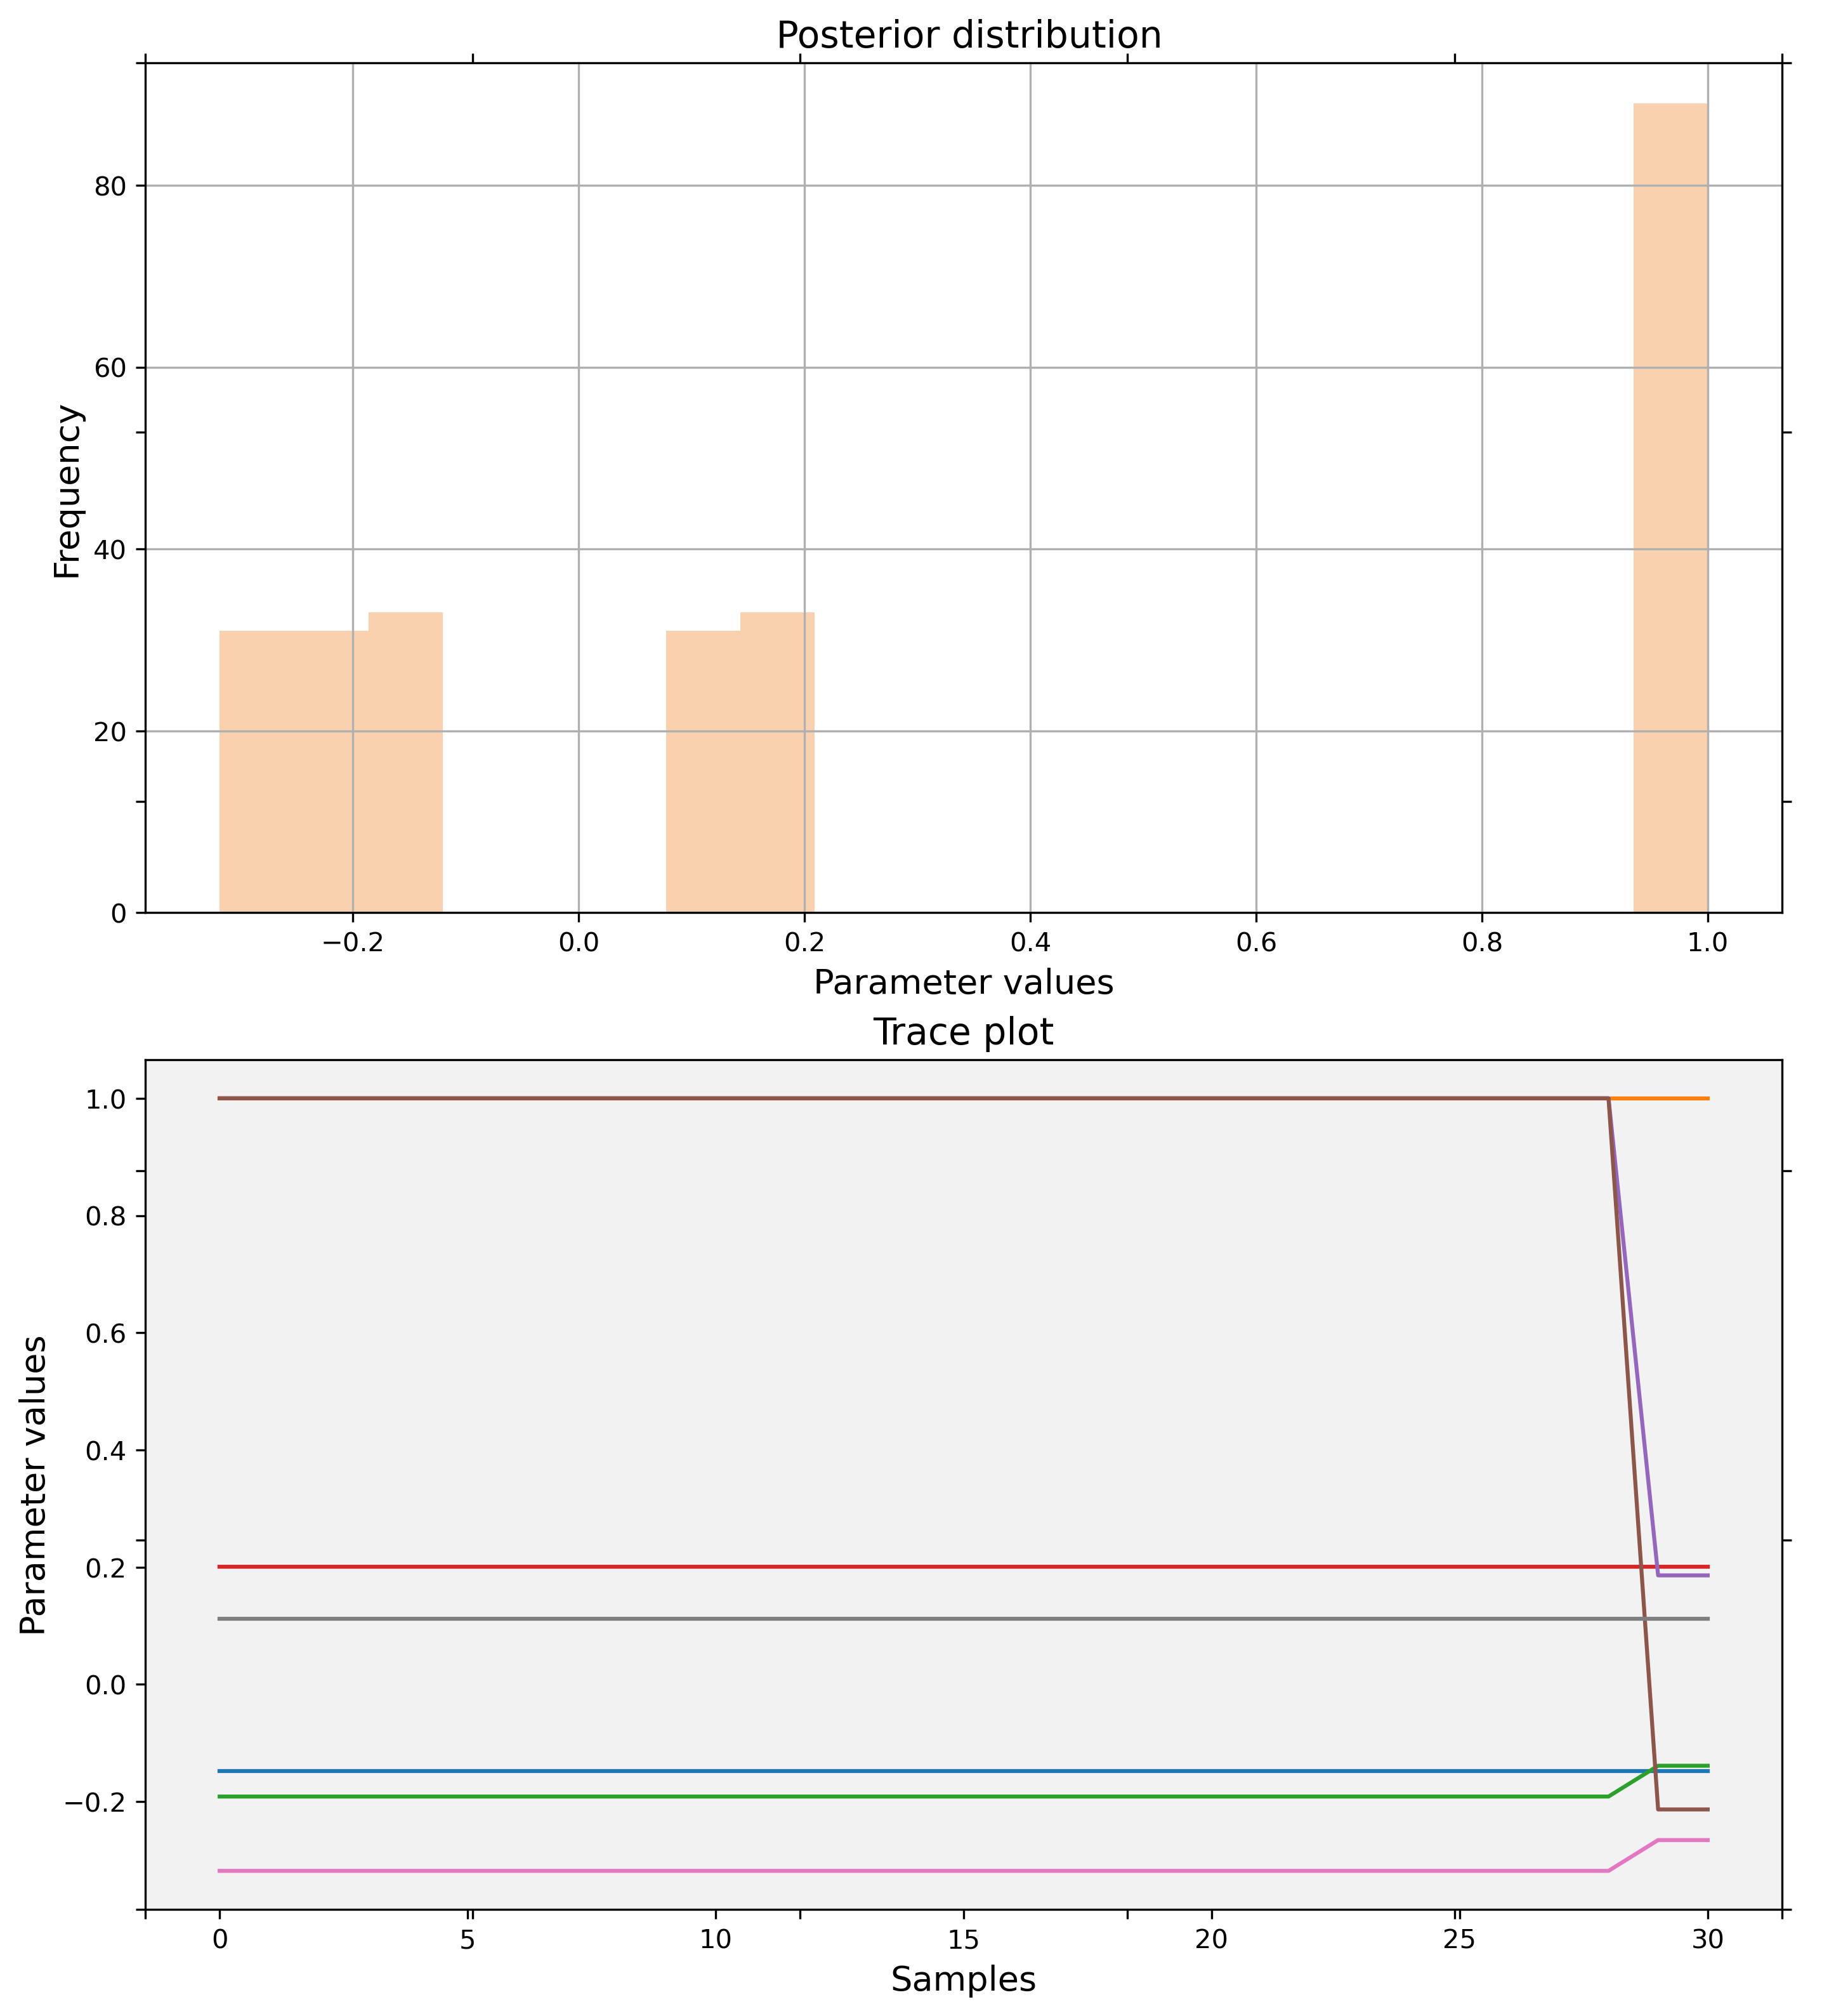 Posterior distribution
80
60
40
20
0
Frequency
−0.2 0.0 0.2 0.4 0.6 0.8 1.0
Parameter values
Trace plot
1.0
0.8
0.6
0.4
0.2
0.0
−0.2
Parameter values
0 5 10 15 20 25 30
Samples